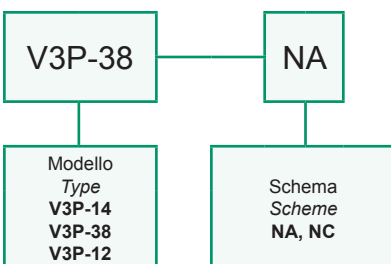 V3P-38 NA
Modello
Type
V3P-14
V3P-38
V3P-12
Schema
Scheme
NA, NC